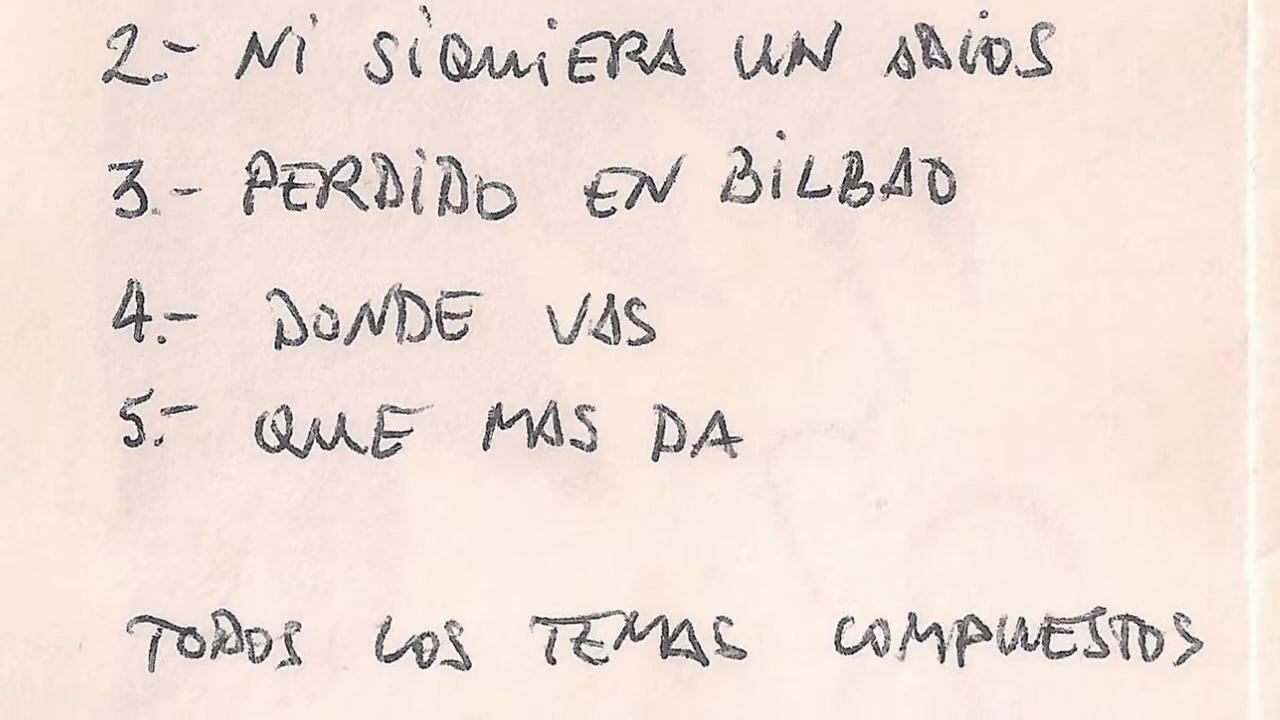 2.- Ni SiQUiERA UN ADiOS
3.- PERDiDO EN BiLBAO
4.- DONDE VAS
5.- QUE MAS DA
TODOS LOS TEMAS COMPUESTOS